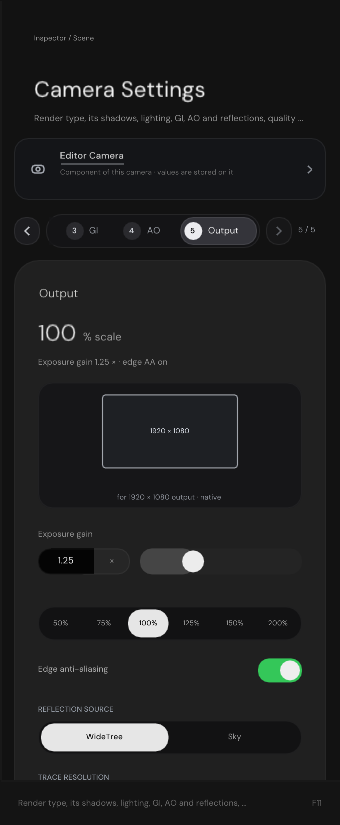 Inspector / Scene
Camera Settings
Render type, its shadows, lighting, GI, AO and reflections, quality ...
Editor Camera
Component of this camera · values are stored on it
3 GI 4 AO 5 Output 5 / 5
Output
100 % scale
Exposure gain 1.25 × · edge AA on
1920 × 1080
for 1920 × 1080 output · native
Exposure gain
1.25 ×
50% 75% 100% 125% 150% 200%
Edge anti-aliasing
REFLECTION SOURCE
WideTree Sky
TRACE RESOLUTION
Render type, its shadows, lighting, GI, AO and reflections, ... F11